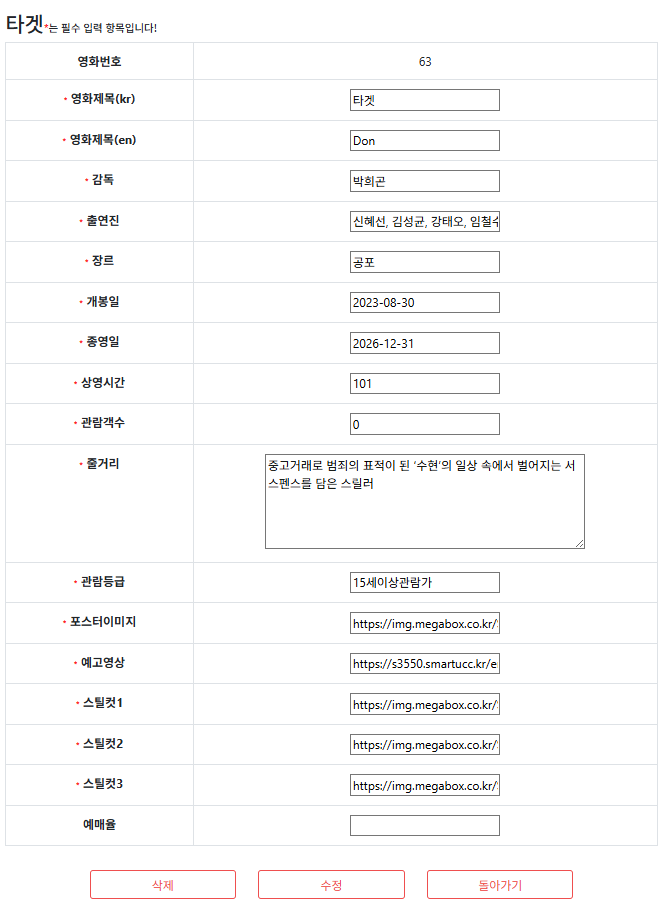 타겟*는 필수 입력 항목입니다!
영화번호 63
* 영화제목(kr) 타겟
* 영화제목(en) Don
* 감독 박희곤
* 출연진 신혜선, 김성균, 강태오, 임철수
* 장르 공포
* 개봉일 2023-08-30
* 종영일 2026-12-31
* 상영시간 101
* 관람객수 0
* 줄거리 중고거래로 범죄의 표적이 된 ‘수현’의 일상 속에서 벌어지는 서
스펜스를 담은 스릴러
* 관람등급 15세이상관람가
* 포스터이미지 https://img.megabox.co.kr/
* 예고영상 https://s3550.smartucc.kr/e
* 스틸컷1 https://img.megabox.co.kr/
* 스틸컷2 https://img.megabox.co.kr/
* 스틸컷3 https://img.megabox.co.kr/
예매율
삭제 수정 돌아가기